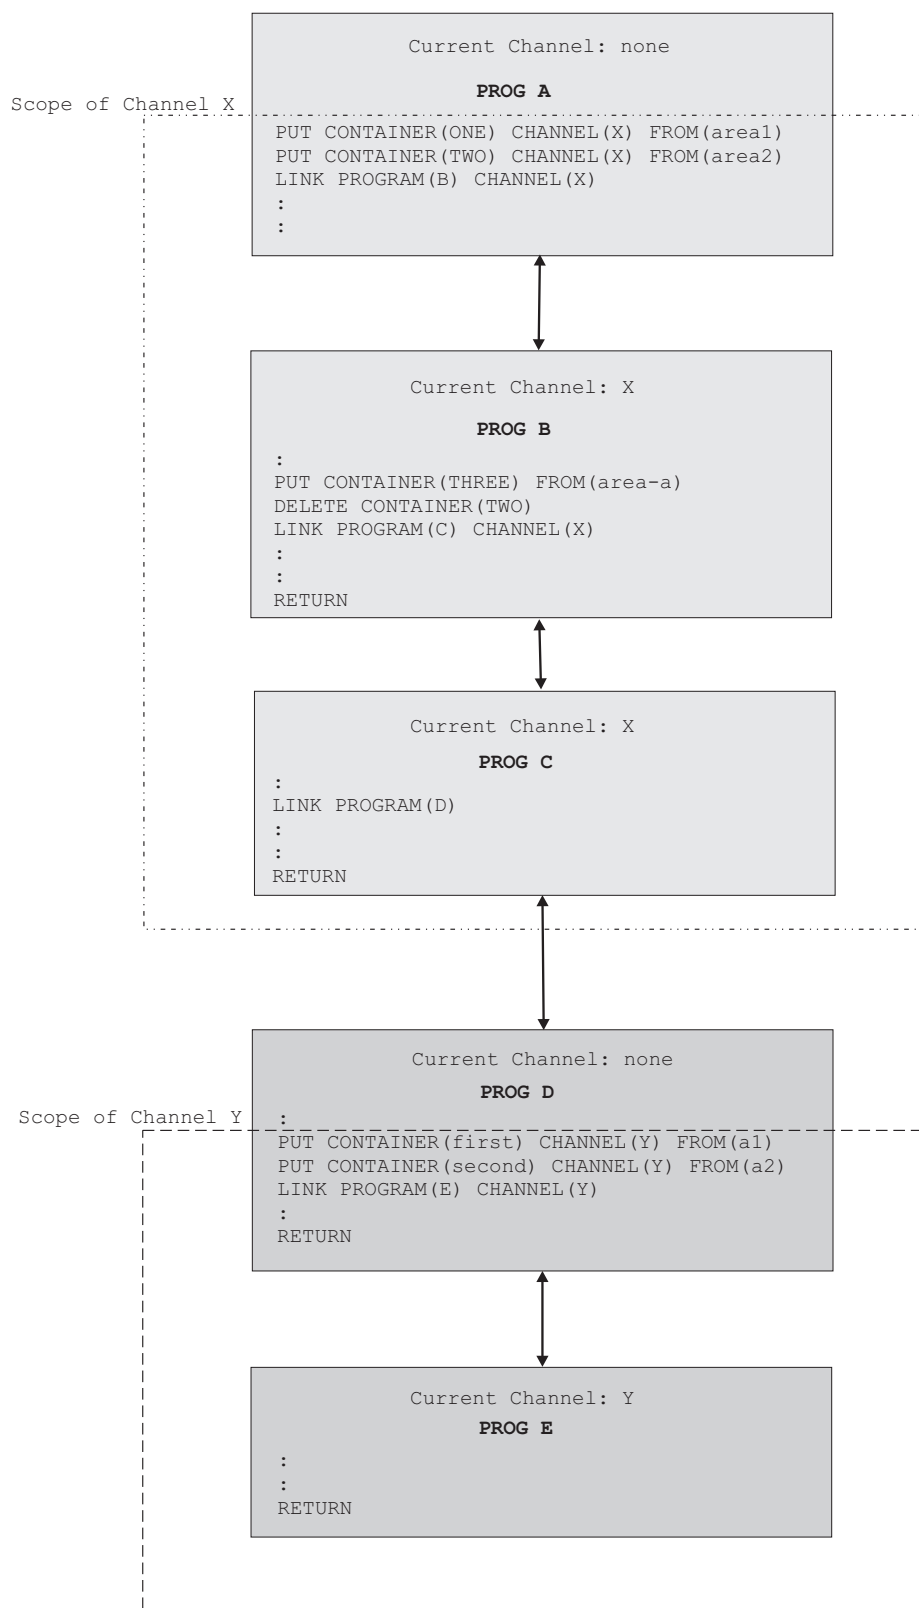 Current Channel: none
PROG A
Scope of Channel X
PUT CONTAINER(ONE) CHANNEL(X) FROM(area1)
PUT CONTAINER(TWO) CHANNEL(X) FROM(area2)
LINK PROGRAM(B) CHANNEL(X)
:
:
Current Channel: X
PROG B
:
PUT CONTAINER(THREE) FROM(area-a)
DELETE CONTAINER(TWO)
LINK PROGRAM(C) CHANNEL(X)
:
:
RETURN
Current Channel: X
PROG C
:
LINK PROGRAM(D)
:
:
RETURN
Current Channel: none
PROG D
Scope of Channel Y
:
PUT CONTAINER(first) CHANNEL(Y) FROM(a1)
PUT CONTAINER(second) CHANNEL(Y) FROM(a2)
LINK PROGRAM(E) CHANNEL(Y)
:
RETURN
Current Channel: Y
PROG E
:
:
RETURN